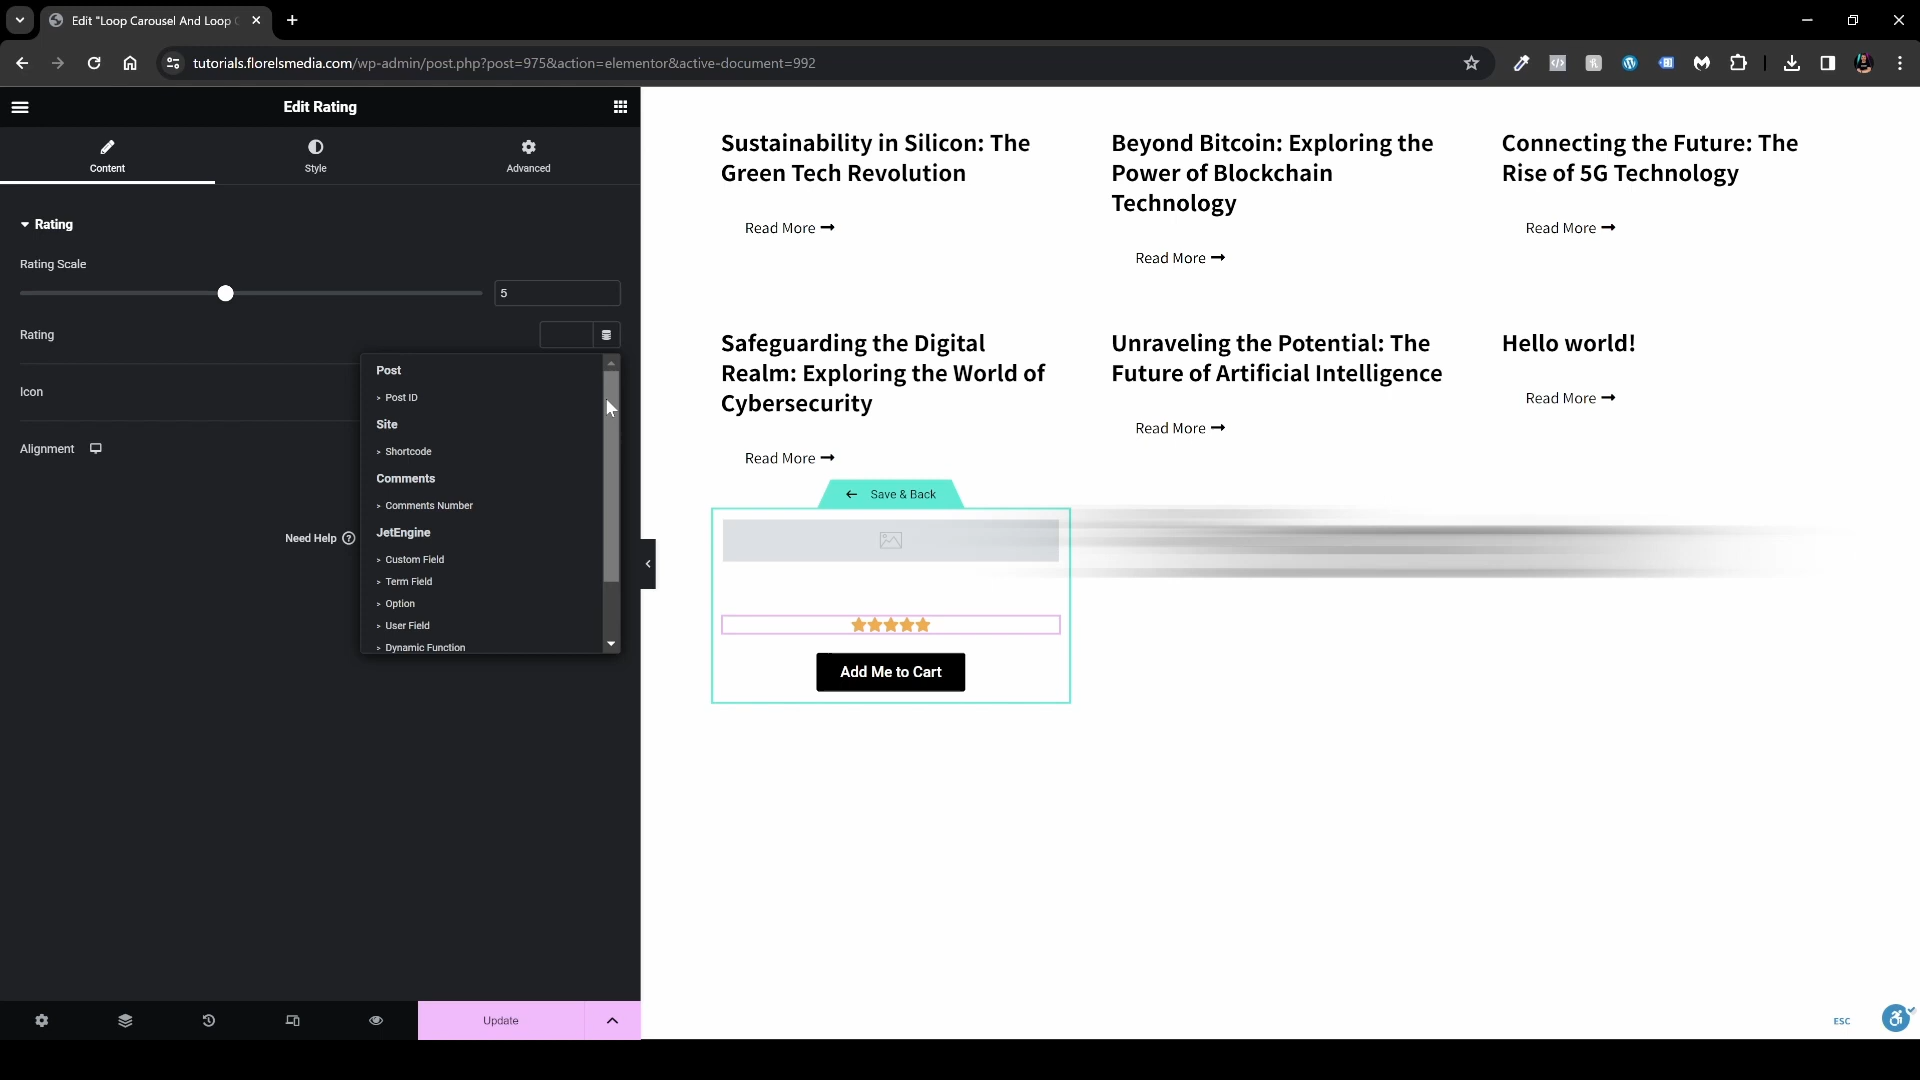 Edit "Loop Carousel And Loop
tutorials.florelsmedia.com/wp-admin/post.php?post=975&action=elementor&active-document=992
Edit Rating
Content
Style
Advanced
Rating
Rating Scale
5
Rating
Post
Post ID
Site
Shortcode
Comments
Comments Number
JetEngine
Custom Field
Term Field
Option
User Field
Dynamic Function
Icon
Alignment
Need Help
Update
Sustainability in Silicon: The
Green Tech Revolution
Read More
Beyond Bitcoin: Exploring the
Power of Blockchain
Technology
Read More
Connecting the Future: The
Rise of 5G Technology
Read More
Safeguarding the Digital
Realm: Exploring the World of
Cybersecurity
Read More
Unraveling the Potential: The
Future of Artificial Intelligence
Read More
Hello world!
Read More
Save & Back
Add Me to Cart
ESC